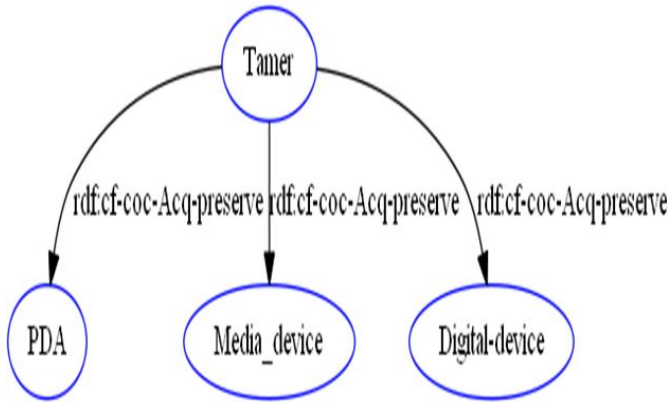 Tamer
rdf:cf-coc-Acq-preserve rdf:cf-coc-Acq-preserve rdf:cf-coc-Acq-preserve
PDA Media_device Digital-device